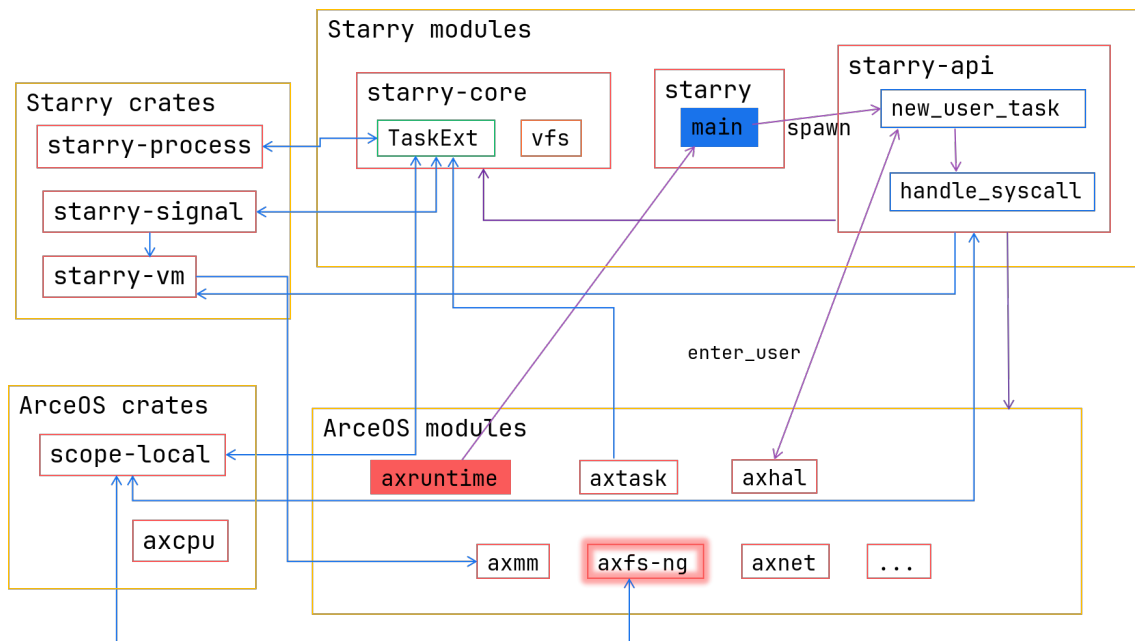 Starry modules
starry-core
TaskExt
vfs
starry
main
spawn
starry-api
new_user_task
handle_syscall
Starry crates
starry-process
starry-signal
starry-vm
enter_user
ArceOS crates
scope-local
axcpu
ArceOS modules
axruntime
axtask
axhal
axmm
axfs-ng
axnet
...